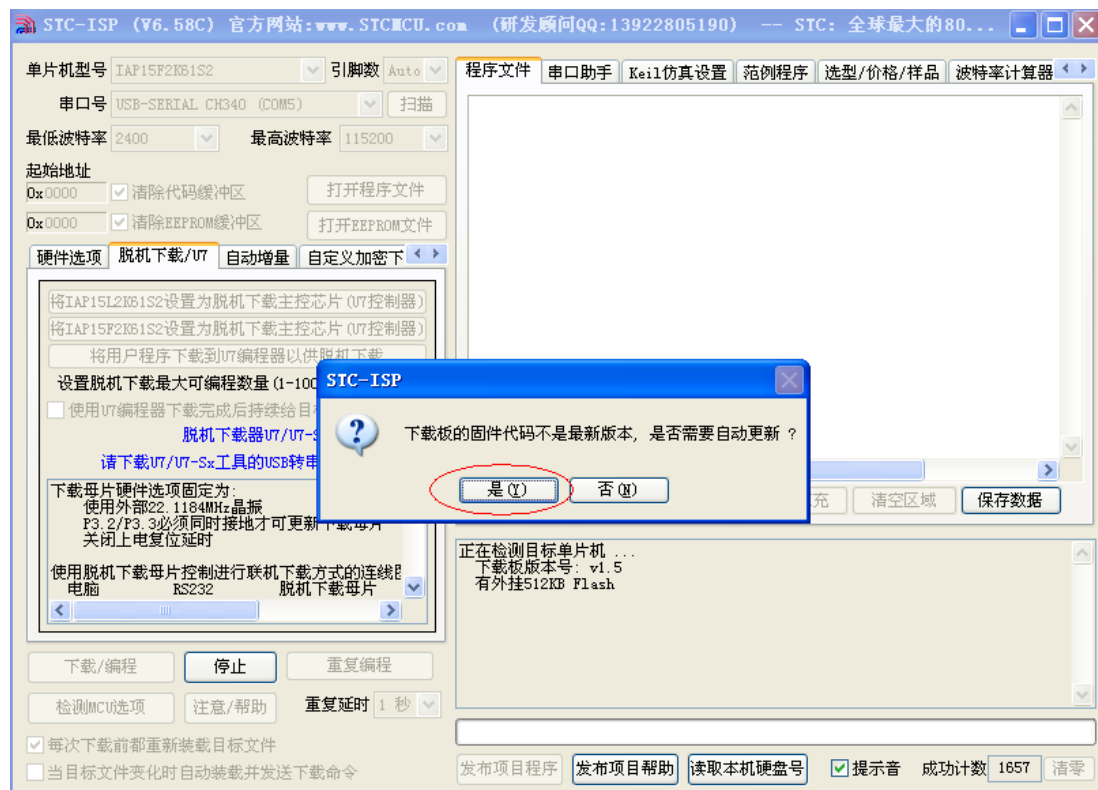 STC-ISP (V6.58C) 官方网站:www.STCMCU.com (研发顾问QQ:13922805190) -- STC: 全球最大的80...
单片机型号 IAP15F2K61S2 引脚数 Auto
串口号 USB-SERIAL CH340 (COM5) 扫描
最低波特率 2400 最高波特率 115200
起始地址
0x0000 清除代码缓冲区 打开程序文件
0x0000 清除EEPROM缓冲区 打开EEPROM文件
硬件选项 脱机下载/U7 自动增量 自定义加密下
将IAP15L2K61S2设置为脱机下载主控芯片(U7控制器)
将IAP15F2K61S2设置为脱机下载主控芯片(U7控制器)
将用户程序下载到U7编程器以供脱机下载
设置脱机下载最大可编程数量(1-100
使用U7编程器下载完成后持续给目
脱机下载器U7/U7-S
请下载U7/U7-Sx工具的USB转串
下载母片硬件选项固定为:
使用外部22.1184MHz晶振
P3.2/P3.3必须同时接地才可更新下载母片
关闭上电复位延时
使用脱机下载母片控制进行联机下载方式的连线
电脑 RS232 脱机下载母片
下载/编程 停止 重复编程
检测MCU选项 注意/帮助 重复延时 1 秒
每次下载前都重新装载目标文件
当目标文件变化时自动装载并发送下载命令
程序文件 串口助手 Keil仿真设置 范例程序 选型/价格/样品 波特率计算器
STC-ISP
下载板的固件代码不是最新版本, 是否需要自动更新 ?
是(Y) 否(N)
充 清空区域 保存数据
正在检测目标单片机 ...
下载板版本号: v1.5
有外挂512KB Flash
发布项目程序 发布项目帮助 读取本机硬盘号 提示音 成功计数 1657 清零